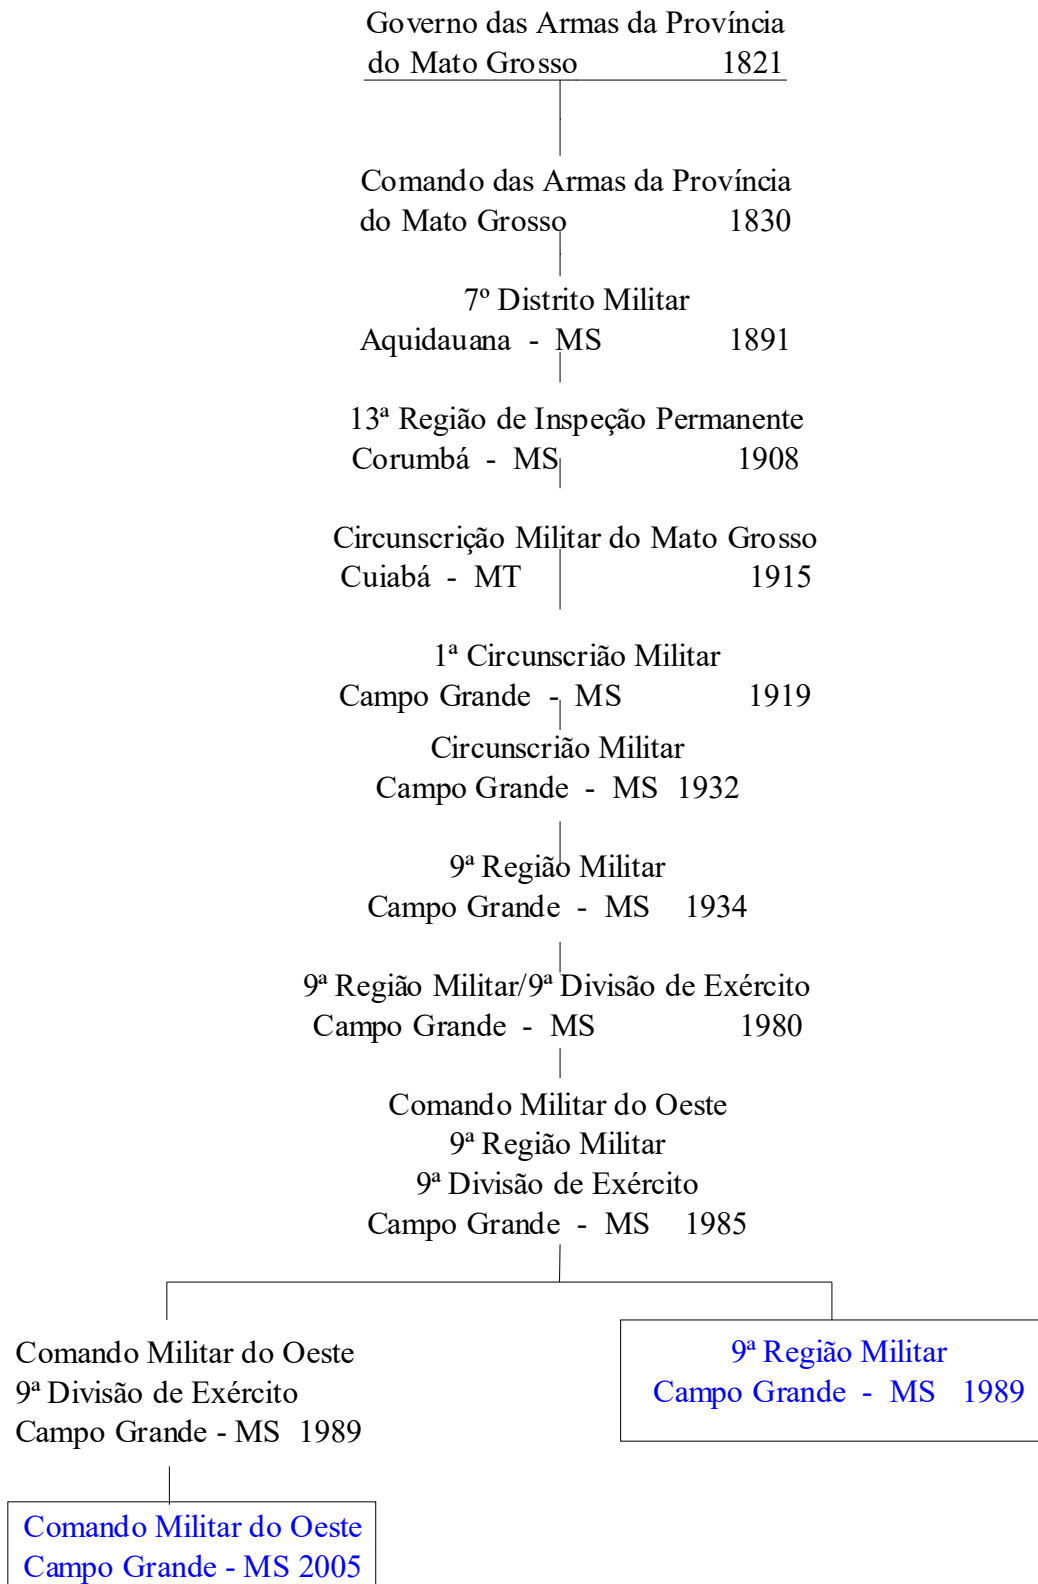 Governo das Armas da Província
do Mato Grosso 1821
Comando das Armas da Província
do Mato Grosso 1830
7º Distrito Militar
Aquidauana - MS 1891
13ª Região de Inspeção Permanente
Corumbá - MS 1908
Circunscrição Militar do Mato Grosso
Cuiabá - MT 1915
1ª Circunscrião Militar
Campo Grande - MS 1919
Circunscrião Militar
Campo Grande - MS 1932
9ª Região Militar
Campo Grande - MS 1934
9ª Região Militar/9ª Divisão de Exército
Campo Grande - MS 1980
Comando Militar do Oeste
9ª Região Militar
9ª Divisão de Exército
Campo Grande - MS 1985
Comando Militar do Oeste
9ª Divisão de Exército
Campo Grande - MS 1989
9ª Região Militar
Campo Grande - MS 1989
Comando Militar do Oeste
Campo Grande - MS 2005